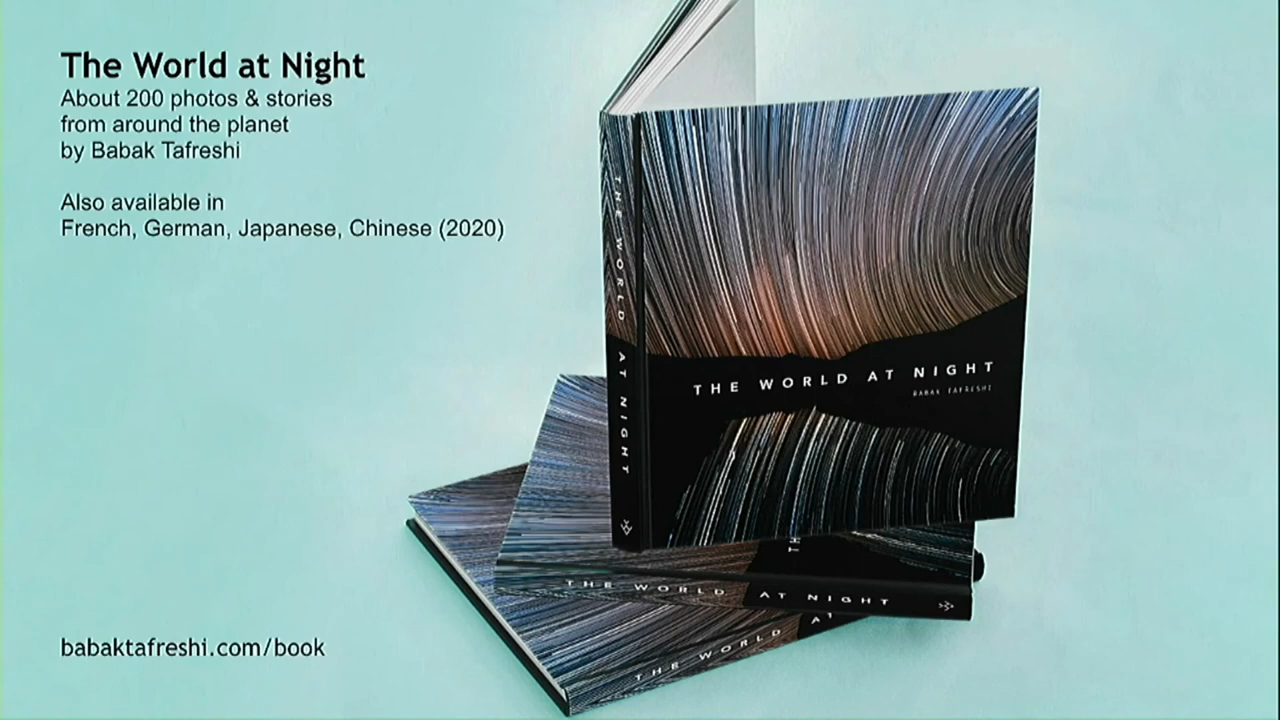 The World at Night
About 200 photos & stories
from around the planet
by Babak Tafreshi
Also available in
French, German, Japanese, Chinese (2020)
babaktafreshi.com/book
THE WORLD AT NIGHT
THE WORLD AT NIGHT
BABAK TAFRESHI
TH
THE WORLD AT NIGHT
THE WORLD AT